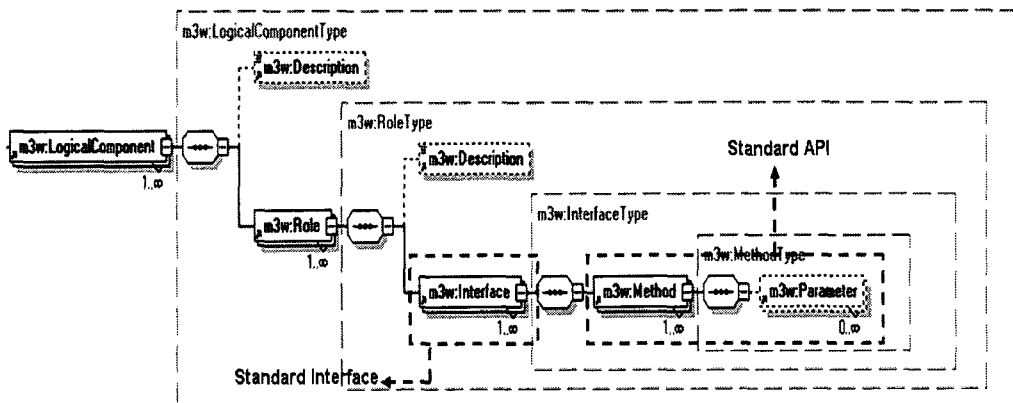 m3w:LogicalComponentType
m3w:Description
m3w:RoleType
m3w:LogicalComponent
1..∞
m3w:Description
Standard API
m3w:InterfaceType
m3w:Role
1..∞
m3w:MethodType
m3w:Interface
1..∞
m3w:Method
1..∞
m3w:Parameter
0..∞
Standard Interface